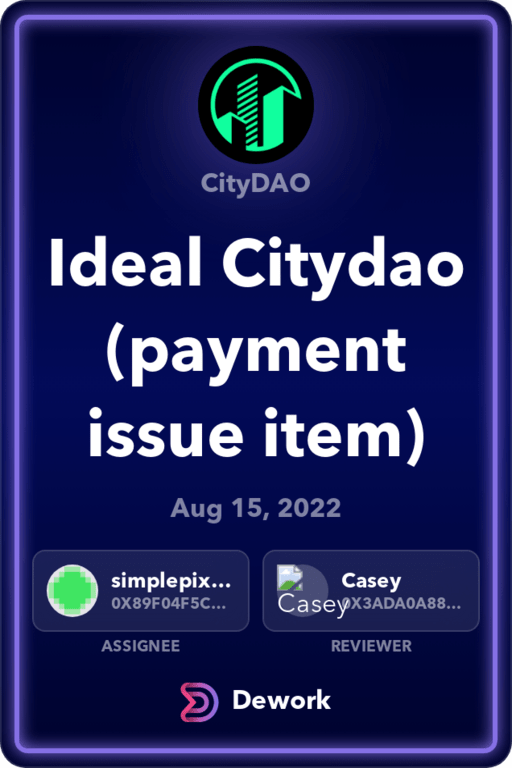 CityDAO
Ideal Citydao
(payment
issue item)
Aug 15, 2022
simplepix...
0X89F04F5C...
Casey
Casey
0X3ADA0A88...
ASSIGNEE
REVIEWER
Dework